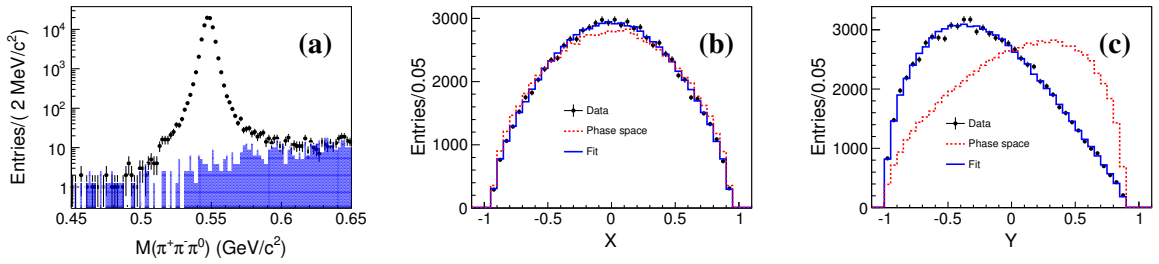 (a)
Entries/( 2 MeV/c²)
10⁴
10³
10²
10
1
0.45 0.5 0.55 0.6 0.65
M(π⁺π⁻π⁰) (GeV/c²)
(b)
Entries/0.05
3000
2000
1000
0
-1 -0.5 0 0.5 1
X
Data
Phase space
Fit
(c)
Entries/0.05
3000
2000
1000
0
-1 -0.5 0 0.5 1
Y
Data
Phase space
Fit